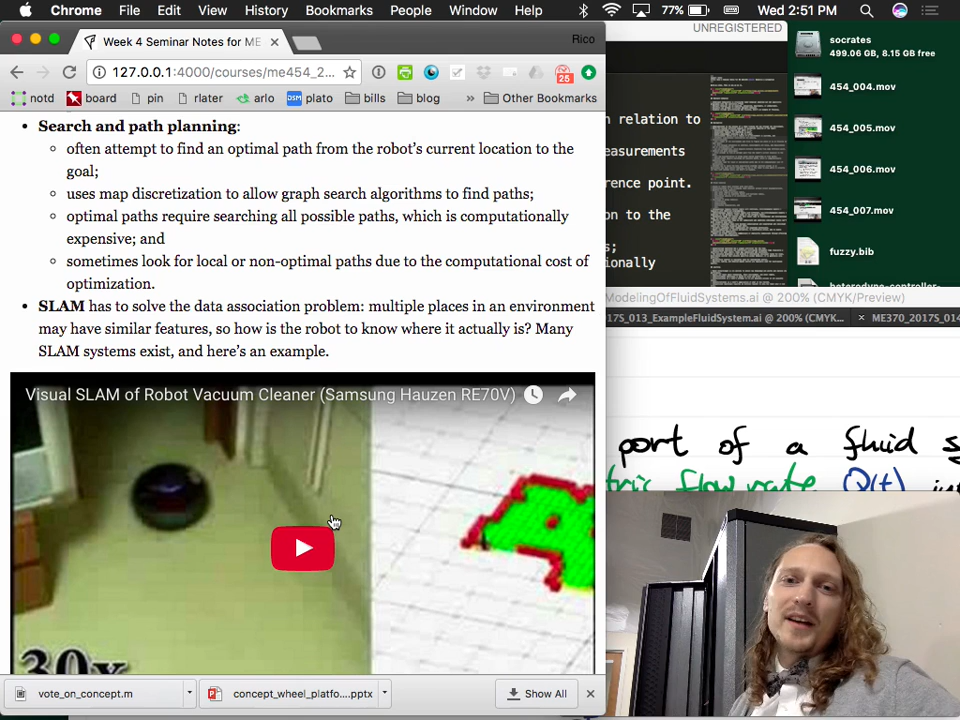 Chrome File Edit View History Bookmarks People Window Help 77% Wed 2:51 PM
Week 4 Seminar Notes for ME
Rico
127.0.0.1:4000/courses/me454_2...
25
notd board pin rlater arlo DSM plato bills blog » Other Bookmarks
• Search and path planning:
often attempt to find an optimal path from the robot's current location to the
goal;
uses map discretization to allow graph search algorithms to find paths;
optimal paths require searching all possible paths, which is computationally
expensive; and
sometimes look for local or non-optimal paths due to the computational cost of
optimization.
• SLAM has to solve the data association problem: multiple places in an environment
may have similar features, so how is the robot to know where it actually is? Many
SLAM systems exist, and here's an example.
Visual SLAM of Robot Vacuum Cleaner (Samsung Hauzen RE70V)
30x
vote_on_concept.m
concept_wheel_platfo....pptx
Show All
UNREGISTERED
n relation to
easurements
rence point.
on to the
s;
ionally
socrates
499.06 GB, 8.15 GB free
454_004.mov
454_005.mov
454_006.mov
454_007.mov
fuzzy.bib
heterodyne-controller-
ModelingOfFluidSystems.ai @ 200% (CMYK/Preview)
17S_013_ExampleFluidSystem.ai @ 200% (CMYK... × ME370_2017S_014
port of a fluid s
tric flow rate Q(t) in